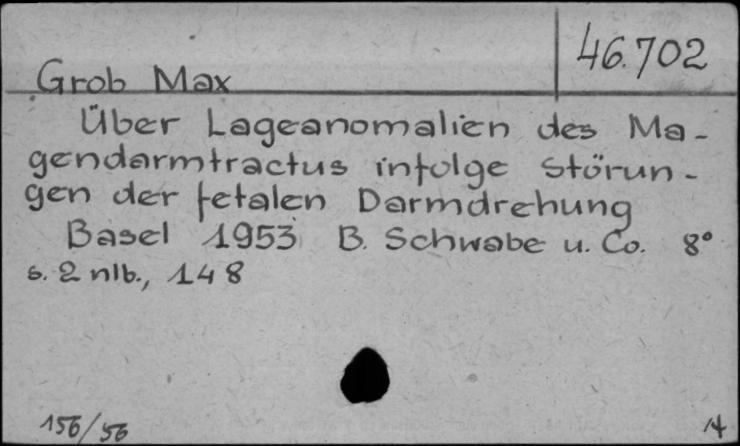 46.702
Grob Max
Über Lageanomalien des Ma-
gendarmtractus infolge störun-
gen der fetalen Darmdrehung
Basel 1953 B. Schwabe u. Co. 8°
s. 2 nlb., 148
156/56